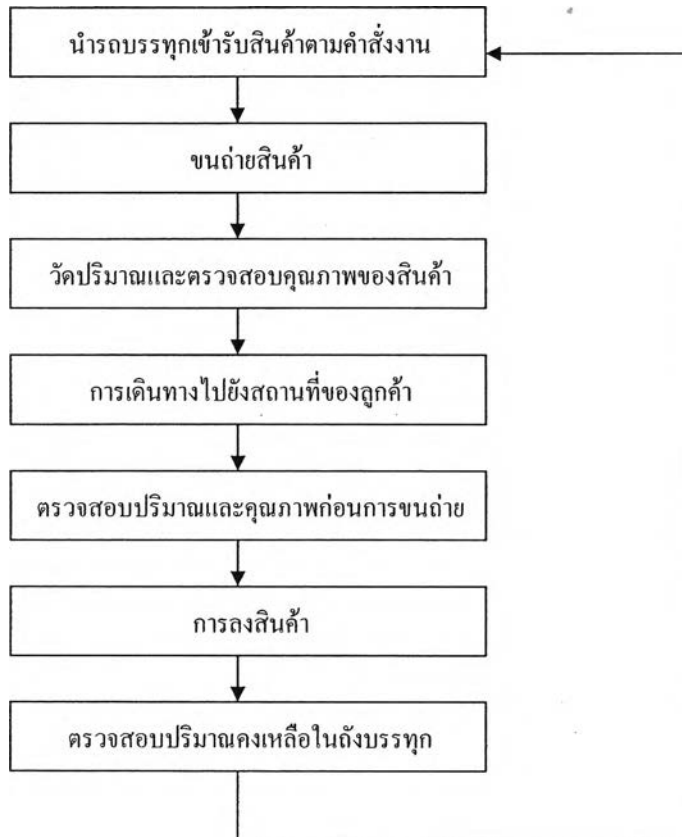 นำรถบรรทุกเข้ารับสินค้าตามคำสั่งงาน
ขนถ่ายสินค้า
วัดปริมาณและตรวจสอบคุณภาพของสินค้า
การเดินทางไปยังสถานที่ของลูกค้า
ตรวจสอบปริมาณและคุณภาพก่อนการขนถ่าย
การลงสินค้า
ตรวจสอบปริมาณคงเหลือในถังบรรทุก